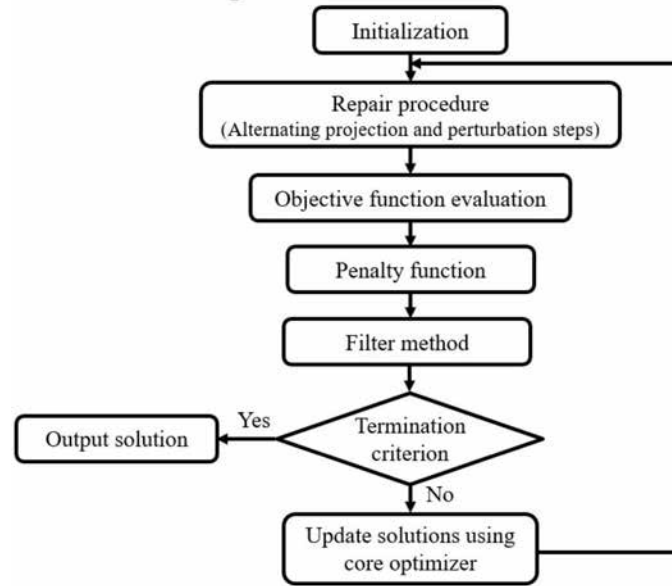 Initialization
Repair procedure
(Alternating projection and perturbation steps)
Objective function evaluation
Penalty function
Filter method
Termination
criterion
Yes
Output solution
No
Update solutions using
core optimizer